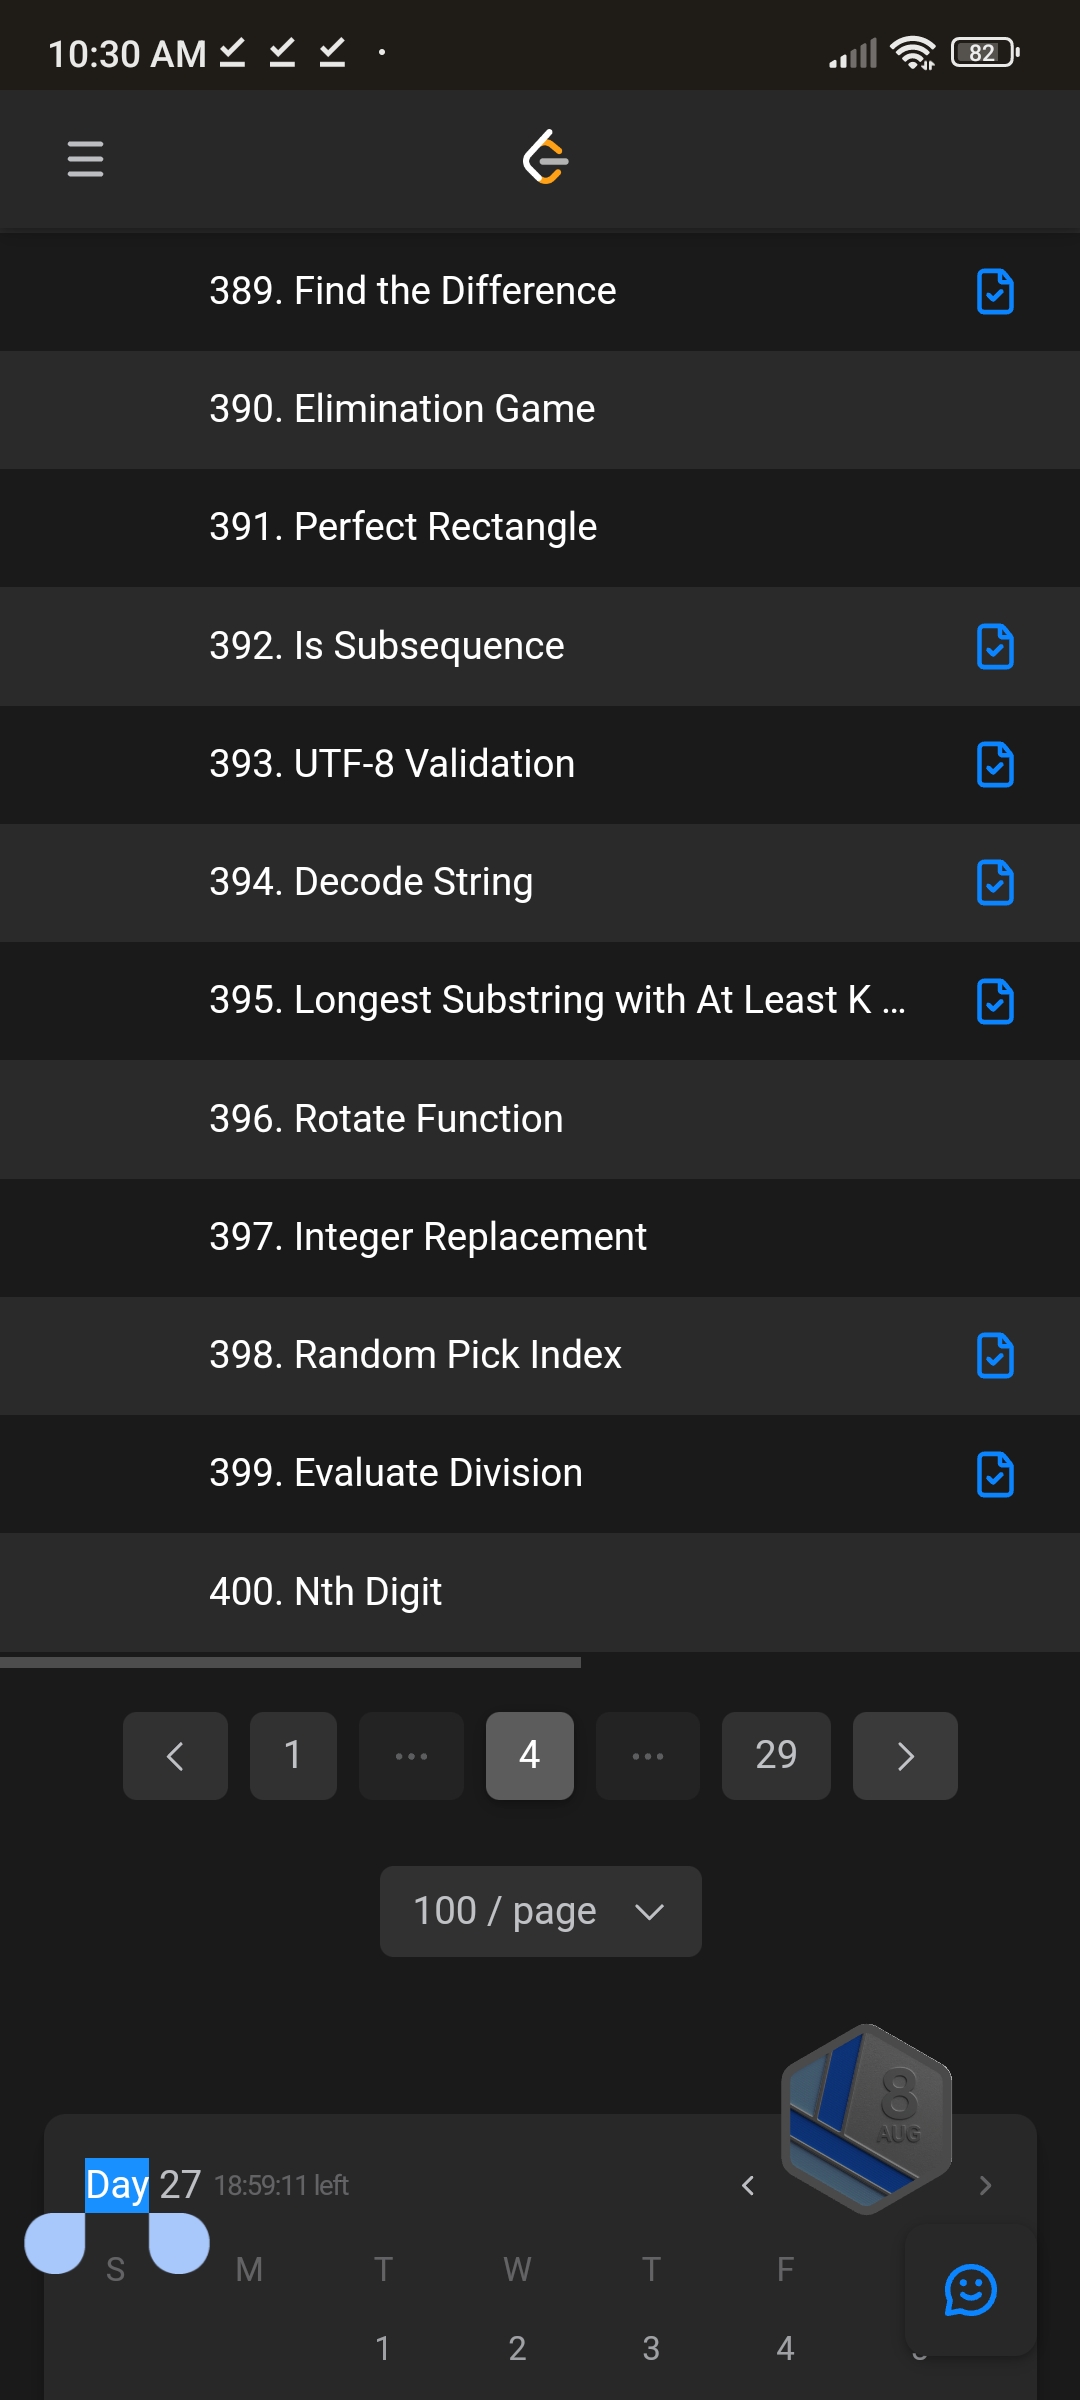 10:30 AM
82
389. Find the Difference
390. Elimination Game
391. Perfect Rectangle
392. Is Subsequence
393. UTF-8 Validation
394. Decode String
395. Longest Substring with At Least K ...
396. Rotate Function
397. Integer Replacement
398. Random Pick Index
399. Evaluate Division
400. Nth Digit
1 ... 4 ... 29
100 / page
8
AUG
Day 27 18:59:11 left
S M T W T F
1 2 3 4